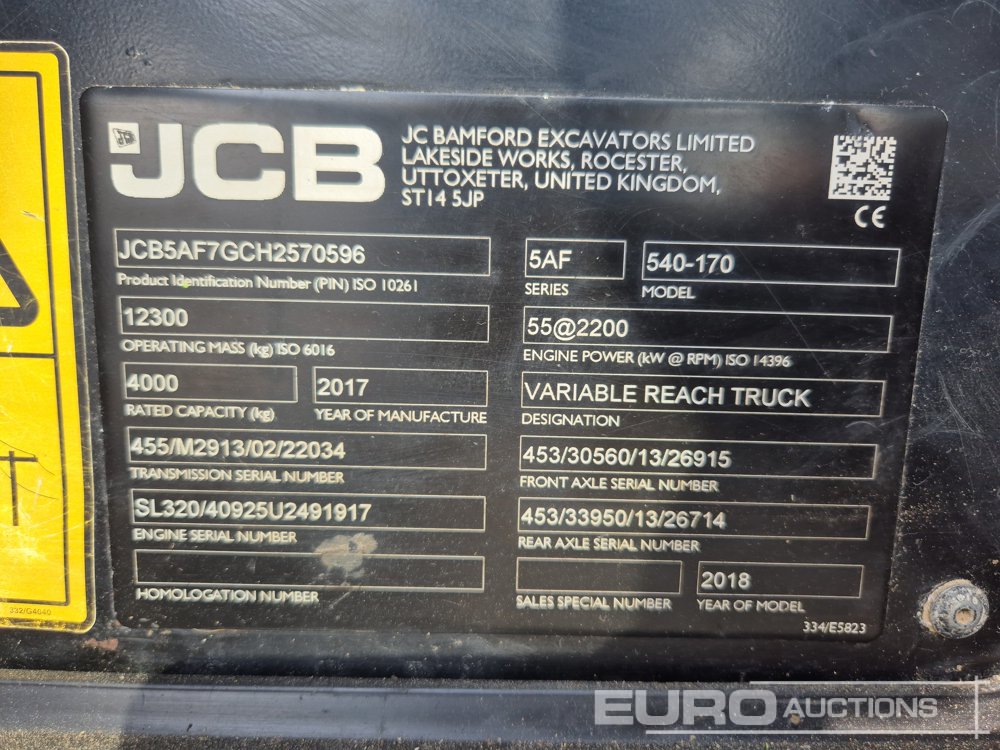 JCB
JC BAMFORD EXCAVATORS LIMITED
LAKESIDE WORKS, ROCESTER,
UTTOXETER, UNITED KINGDOM,
ST14 5JP
CE
JCB5AF7GCH2570596
Product Identification Number (PIN) ISO 10261
5AF
SERIES
540-170
MODEL
12300
OPERATING MASS (kg) ISO 6016
55@2200
ENGINE POWER (kW @ RPM) ISO 14396
4000
RATED CAPACITY (kg)
2017
YEAR OF MANUFACTURE
VARIABLE REACH TRUCK
DESIGNATION
455/M2913/02/22034
TRANSMISSION SERIAL NUMBER
453/30560/13/26915
FRONT AXLE SERIAL NUMBER
SL320/40925U2491917
ENGINE SERIAL NUMBER
453/33950/13/26714
REAR AXLE SERIAL NUMBER
HOMOLOGATION NUMBER
SALES SPECIAL NUMBER
2018
YEAR OF MODEL
334/E5823
332/G4640
EURO AUCTIONS